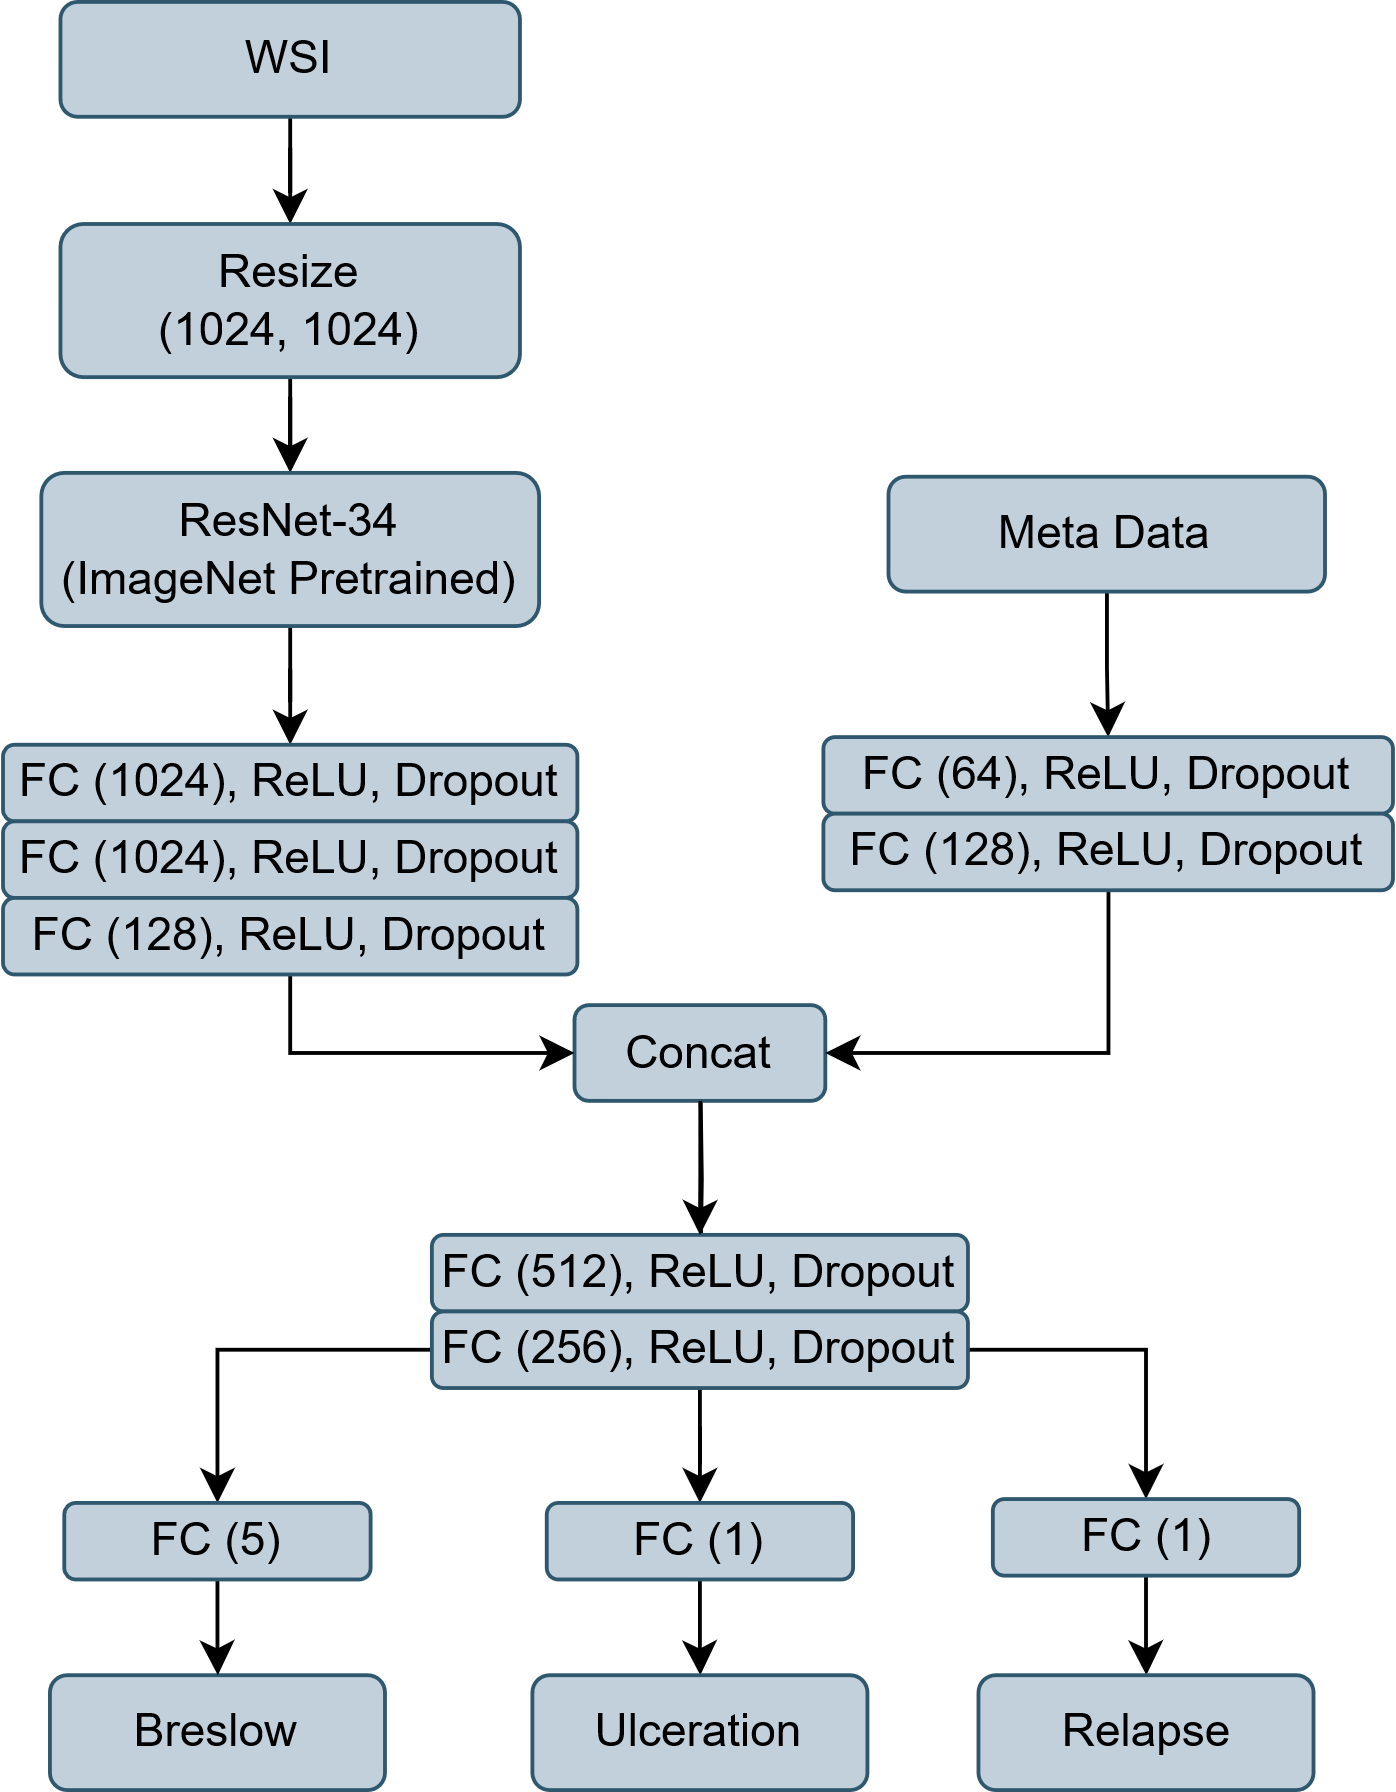 WSI
Resize
(1024, 1024)
ResNet-34
(ImageNet Pretrained)
Meta Data
FC (1024), ReLU, Dropout
FC (1024), ReLU, Dropout
FC (128), ReLU, Dropout
FC (64), ReLU, Dropout
FC (128), ReLU, Dropout
Concat
FC (512), ReLU, Dropout
FC (256), ReLU, Dropout
FC (5)
FC (1)
FC (1)
Breslow
Ulceration
Relapse